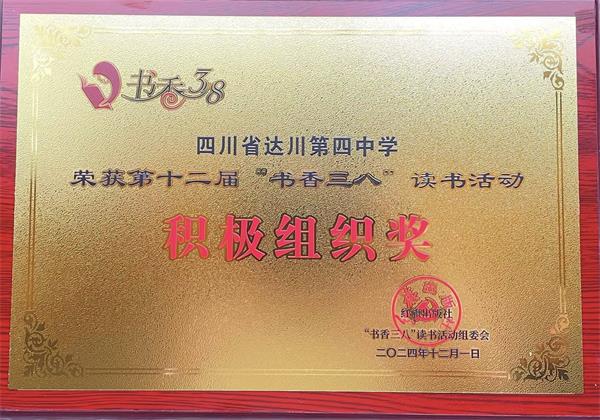 书香38
四川省达川第四中学
荣获第十二届“书香三八”读书活动
积极组织奖
红旗出版社
“书香三八”读书活动组委会
二〇二四年十二月一日